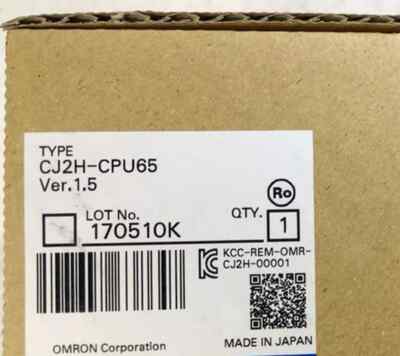 TYPE
CJ2H-CPU65
Ver.1.5
Ro
LOT No.
170510K
QTY.
1
KCC-REM-OMR-
CJ2H-00001
OMRON Corporation
MADE IN JAPAN